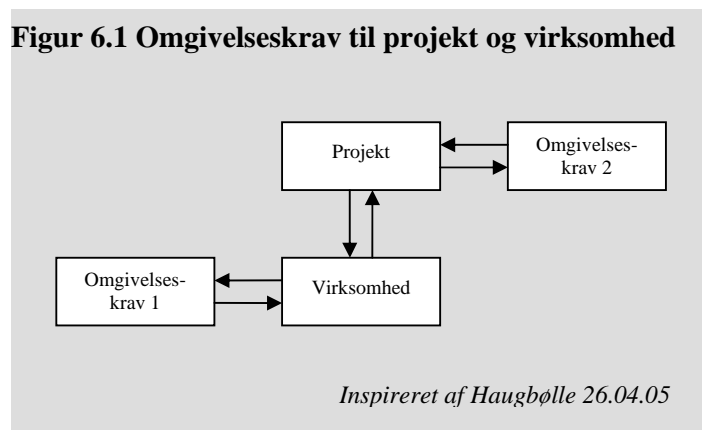 Figur 6.1 Omgivelseskrav til projekt og virksomhed
Projekt
Omgivelses-
krav 2
Omgivelses-
krav 1
Virksomhed
Inspireret af Haugbølle 26.04.05